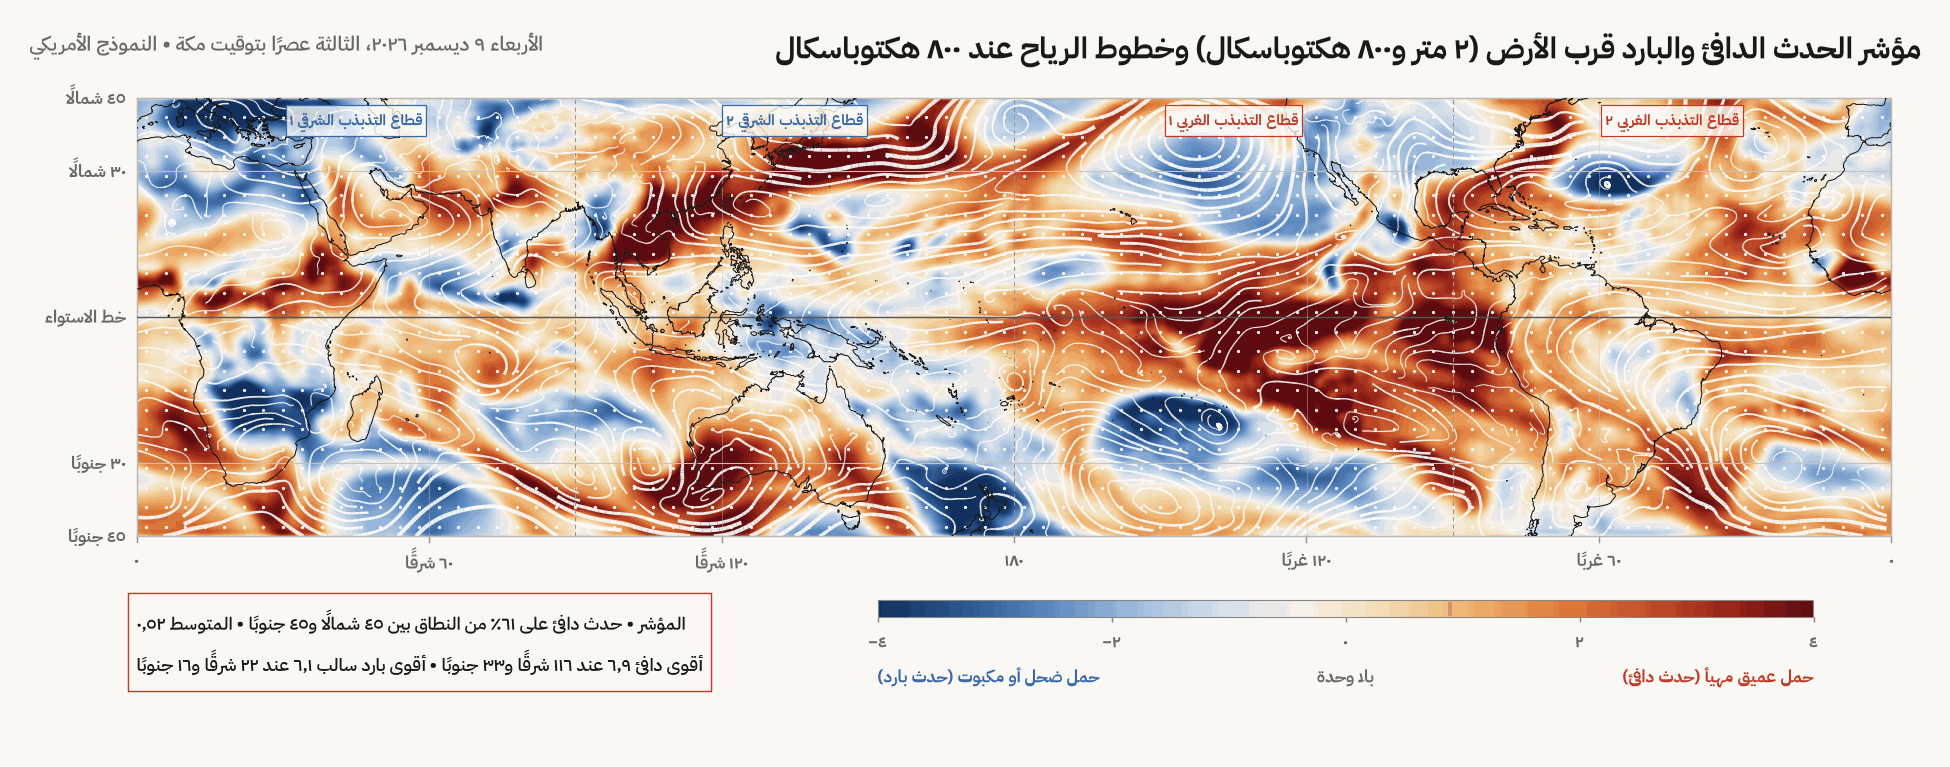 مؤشر الحدث الدافئ والبارد قرب الأرض (٢ متر و٨٠٠ هكتوباسكال) وخطوط الرياح عند ٨٠٠ هكتوباسكال
الأربعاء ٩ ديسمبر ٢٠٢٦، الثالثة عصرًا بتوقيت مكة • النموذج الأمريكي
٤٥ شمالًا
٣٠ شمالًا
خط الاستواء
٣٠ جنوبًا
٤٥ جنوبًا
قطاع التذبذب الشرقي ١
قطاع التذبذب الشرقي ٢
قطاع التذبذب الغربي ١
قطاع التذبذب الغربي ٢
٠
٦٠ شرقًا
١٢٠ شرقًا
١٨٠
١٢٠ غربًا
٦٠ غربًا
٠
المؤشر • حدث دافئ على ٦١٪ من النطاق بين ٤٥ شمالًا و٤٥ جنوبًا • المتوسط ٠,٥٢
أقوى دافئ ٦,٩ عند ١١٦ شرقًا و٣٣ جنوبًا • أقوى بارد سالب ٦,١ عند ٢٢ شرقًا و١٦ جنوبًا
−٤
−٢
٠
٢
٤
حمل ضحل أو مكبوت (حدث بارد)
بلا وحدة
حمل عميق مهيأ (حدث دافئ)